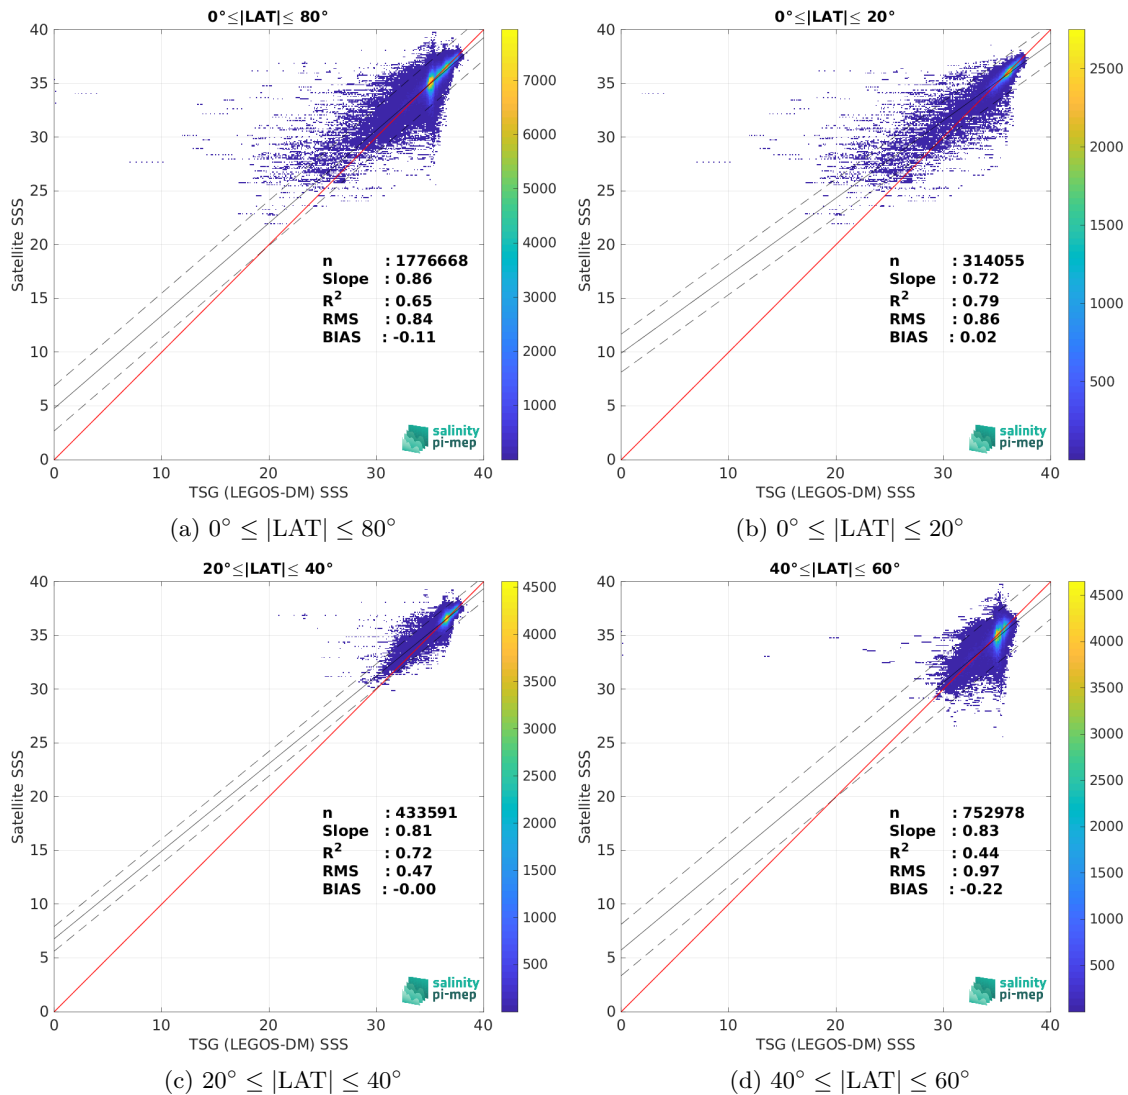 0°≤|LAT|≤ 80°
40
35
30
25
20
15
10
5
0
Satellite SSS
0
10
20
30
40
TSG (LEGOS-DM) SSS
n : 1776668
Slope : 0.86
R² : 0.65
RMS : 0.84
BIAS : -0.11
salinity
pi-mep
7000
6000
5000
4000
3000
2000
1000
(a) 0° ≤ |LAT| ≤ 80°
0°≤|LAT|≤ 20°
40
35
30
25
20
15
10
5
0
Satellite SSS
0
10
20
30
40
TSG (LEGOS-DM) SSS
n : 314055
Slope : 0.72
R² : 0.79
RMS : 0.86
BIAS : 0.02
salinity
pi-mep
2500
2000
1500
1000
500
(b) 0° ≤ |LAT| ≤ 20°
20°≤|LAT|≤ 40°
40
35
30
25
20
15
10
5
0
Satellite SSS
0
10
20
30
40
TSG (LEGOS-DM) SSS
n : 433591
Slope : 0.81
R² : 0.72
RMS : 0.47
BIAS : -0.00
salinity
pi-mep
4500
4000
3500
3000
2500
2000
1500
1000
500
(c) 20° ≤ |LAT| ≤ 40°
40°≤|LAT|≤ 60°
40
35
30
25
20
15
10
5
0
Satellite SSS
0
10
20
30
40
TSG (LEGOS-DM) SSS
n : 752978
Slope : 0.83
R² : 0.44
RMS : 0.97
BIAS : -0.22
salinity
pi-mep
4500
4000
3500
3000
2500
2000
1500
1000
500
(d) 40° ≤ |LAT| ≤ 60°